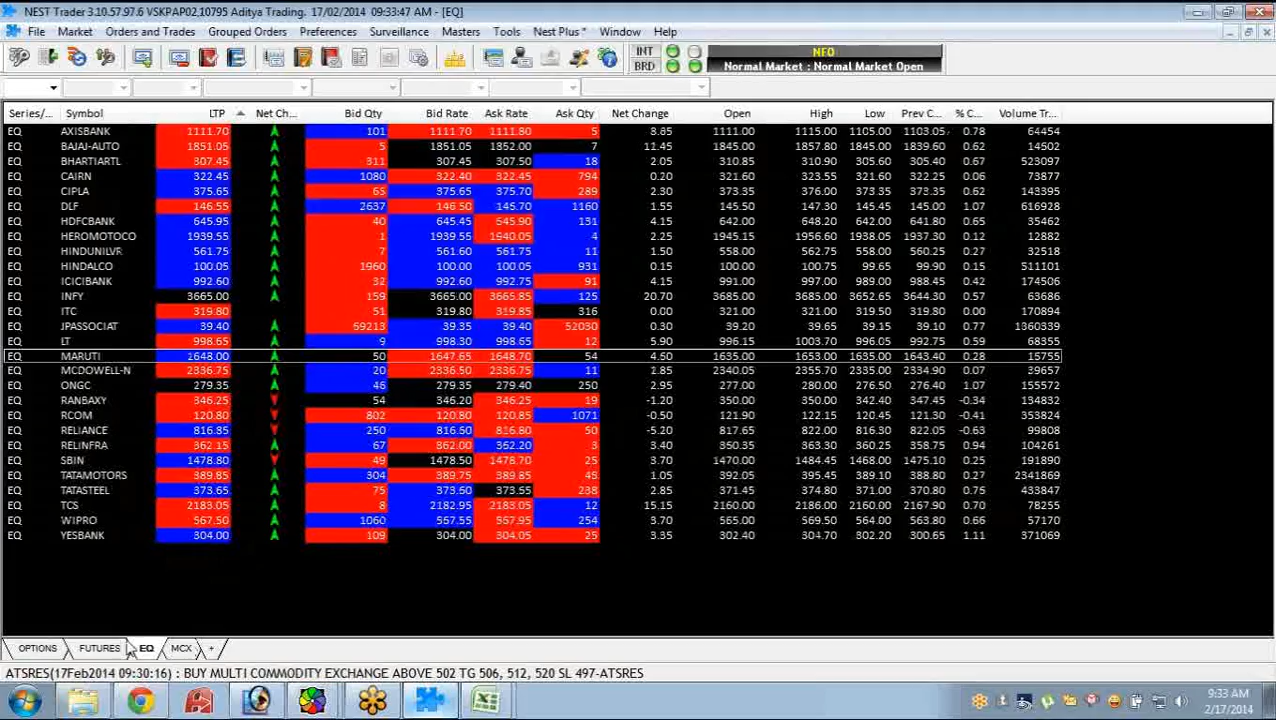 NEST Trader 3.10.57.97.6 VSKPAP02,10795 Aditya Trading. 17/02/2014 09:33:47 AM - [EQ]
File Market Orders and Trades Grouped Orders Preferences Surveillance Masters Tools Nest Plus+ Window Help
INT NFO
BRD Normal Market : Normal Market Open
Series/... Symbol LTP Net Ch... Bid Qty Bid Rate Ask Rate Ask Qty Net Change Open High Low Prev C... % C... Volume Tr...
EQ AXISBANK 1111.70 101 1111.70 1111.80 5 8.85 1111.00 1115.00 1105.00 1103.05 0.78 64454
EQ BAJAJ-AUTO 1851.05 5 1851.05 1852.00 7 11.45 1845.00 1857.80 1845.00 1839.60 0.62 14502
EQ BHARTIARTL 307.45 311 307.45 307.50 18 2.05 310.85 310.90 305.60 305.40 0.67 523097
EQ CAIRN 322.45 1080 322.40 322.45 794 0.20 321.60 323.55 321.60 322.25 0.06 73877
EQ CIPLA 375.65 65 375.65 375.70 289 2.30 373.35 376.00 373.35 373.35 0.62 143395
EQ DLF 146.55 2637 146.50 145.70 1160 1.55 145.50 147.30 145.45 145.00 1.07 616928
EQ HDFCBANK 645.95 40 645.45 645.90 131 4.15 642.00 648.20 642.00 641.80 0.65 35462
EQ HEROMOTOCO 1939.55 1 1939.55 1940.05 4 2.25 1945.15 1956.60 1938.05 1937.30 0.12 12882
EQ HINDUNILVR 561.75 7 561.60 561.75 11 1.50 558.00 562.25 558.00 560.25 0.27 32518
EQ HINDALCO 100.05 1960 100.00 100.05 931 0.15 100.00 100.75 99.65 99.90 0.15 511101
EQ ICICIBANK 992.60 32 992.60 992.75 91 4.15 991.00 997.00 989.00 988.45 0.42 174506
EQ INFY 3665.00 159 3665.00 3665.85 125 20.70 3685.00 3685.00 3652.65 3644.30 0.57 63686
EQ ITC 319.80 51 319.80 319.85 316 0.00 321.00 321.00 319.50 319.80 0.00 170894
EQ JPASSOCIAT 39.40 59213 39.35 39.40 52030 0.30 39.20 39.65 39.15 39.10 0.77 1360339
EQ LT 998.65 9 998.30 998.65 12 5.90 996.15 1003.70 996.05 992.75 0.59 68355
EQ MARUTI 2648.00 50 1647.65 1648.70 54 4.50 1635.00 1653.00 1635.00 1643.40 0.28 15755
EQ MCDOWELL-N 2336.75 20 2336.50 2336.75 11 2.85 2340.05 2355.70 2335.00 2334.90 0.07 39657
EQ ONGC 279.35 46 279.35 279.40 250 2.95 277.00 280.00 276.50 276.40 1.07 155572
EQ RANBAXY 346.25 54 346.20 346.25 19 -1.20 350.00 350.00 342.40 347.45 -0.34 134832
EQ RCOM 120.80 802 120.80 120.85 1071 -0.50 121.90 122.15 120.45 121.30 -0.41 353824
EQ RELIANCE 816.85 250 816.50 816.80 50 -5.20 817.65 822.00 816.30 822.05 -0.63 99808
EQ RELINFRA 362.15 67 362.00 362.20 3 3.40 350.35 363.30 360.35 358.75 0.94 104261
EQ SBIN 1478.80 49 1478.50 1478.70 25 3.70 1470.00 1484.45 1468.00 1475.10 0.25 191890
EQ TATAMOTORS 389.85 304 389.75 389.85 45 1.05 392.05 395.45 389.10 388.80 0.27 2341869
EQ TATASTEEL 373.65 75 373.50 373.55 238 2.85 371.45 374.80 371.00 370.80 0.75 433847
EQ TCS 2183.05 8 2182.95 2183.05 12 15.15 2160.00 2186.00 2160.00 2167.90 0.70 78255
EQ WIPRO 567.50 1060 557.55 567.95 254 3.70 565.00 569.50 564.00 563.80 0.66 57170
EQ YESBANK 304.00 109 304.00 304.05 25 3.35 302.40 304.70 302.20 300.65 1.11 371069
OPTIONS FUTURES EQ MCX +
ATSRES(17Feb2014 09:30:16) : BUY MULTI COMMODITY EXCHANGE ABOVE 502 TG 506, 512, 520 SL 497-ATSRES
9:33 AM
2/17/2014